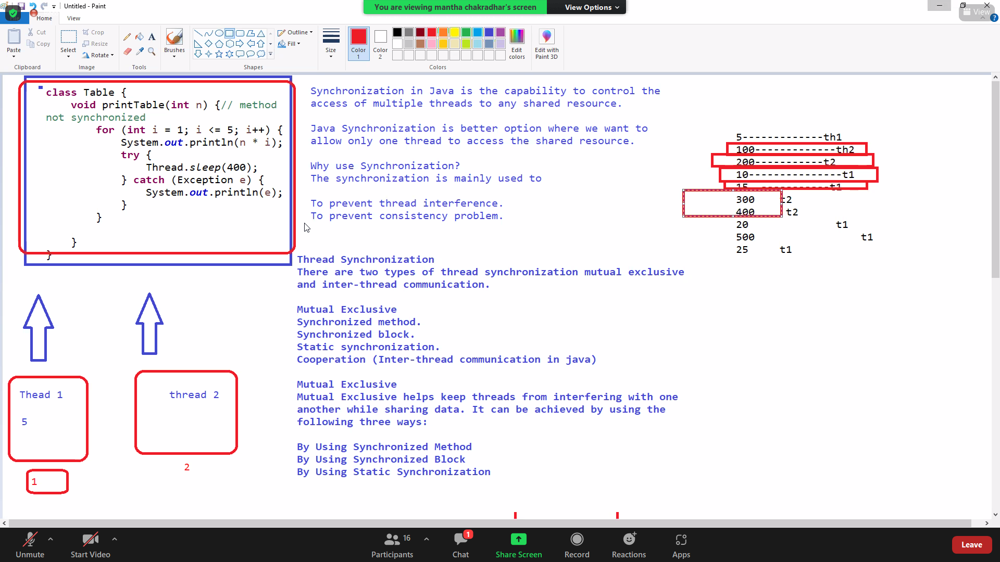 Untitled - Paint
You are viewing mantha chakradhar's screen
View Options
View
Home
View
Paste
Cut
Copy
Clipboard
Select
Crop
Resize
Rotate
Image
Tools
Brushes
Shapes
Outline
Fill
Size
Color 1
Color 2
Colors
Edit colors
Edit with Paint 3D
class Table {
void printTable(int n) {// method
not synchronized
for (int i = 1; i <= 5; i++) {
System.out.println(n * i);
try {
Thread.sleep(400);
} catch (Exception e) {
System.out.println(e);
}
}
}
}
Synchronization in Java is the capability to control the
access of multiple threads to any shared resource.
Java Synchronization is better option where we want to
allow only one thread to access the shared resource.
Why use Synchronization?
The synchronization is mainly used to
To prevent thread interference.
To prevent consistency problem.
5-------------th1
100-------------th2
200-----------t2
10---------------t1
15 -----------t1
300 t2
400 t2
20 t1
500 t1
25 t1
Thread Synchronization
There are two types of thread synchronization mutual exclusive
and inter-thread communication.
Mutual Exclusive
Synchronized method.
Synchronized block.
Static synchronization.
Cooperation (Inter-thread communication in java)
Mutual Exclusive
Mutual Exclusive helps keep threads from interfering with one
another while sharing data. It can be achieved by using the
following three ways:
By Using Synchronized Method
By Using Synchronized Block
By Using Static Synchronization
Thead 1
5
1
thread 2
2
Unmute
Start Video
16
Participants
1
Chat
Share Screen
Record
Reactions
Apps
Leave